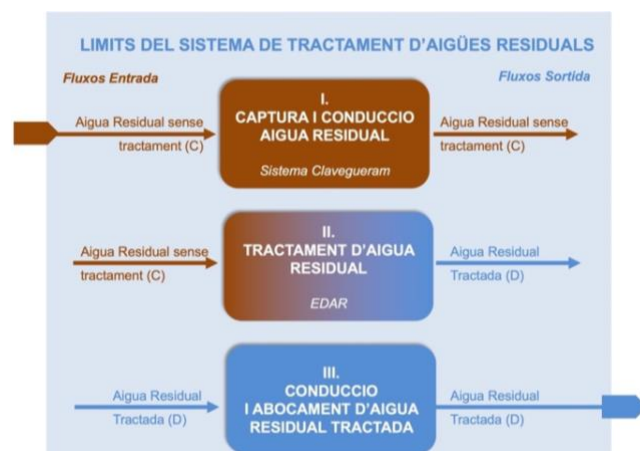 LIMITS DEL SISTEMA DE TRACTAMENT D'AIGÜES RESIDUALS
Fluxos Entrada
Fluxos Sortida
Aigua Residual sense
tractament (C)
I.
CAPTURA I CONDUCCIO
AIGUA RESIDUAL
Sistema Clavegueram
Aigua Residual sense
tractament (C)
Aigua Residual sense
tractament (C)
II.
TRACTAMENT D'AIGUA
RESIDUAL
EDAR
Aigua Residual
Tractada (D)
Aigua Residual
Tractada (D)
III.
CONDUCCIO
I ABOCAMENT D'AIGUA
RESIDUAL TRACTADA
Aigua Residual
Tractada (D)